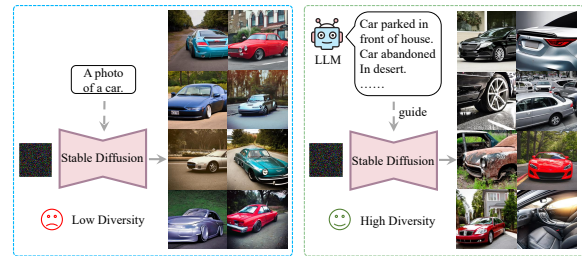 A photo
of a car.
Stable Diffusion
Low Diversity
LLM
Car parked in
front of house.
Car abandoned
In desert.
......
guide
Stable Diffusion
High Diversity